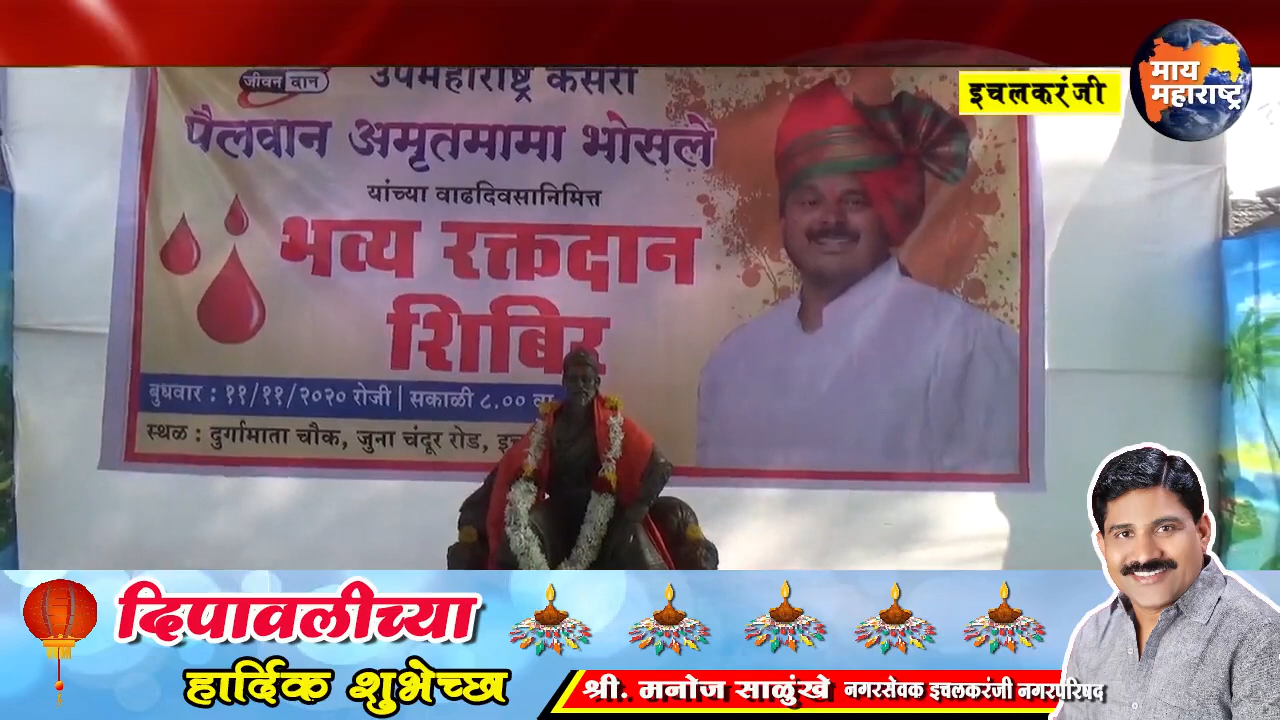 जीवन दान
उपमहाराष्ट्र केसरी
पैलवान अमृतमामा भोसले
यांच्या वाढदिवसानिमित्त
भव्य रक्तदान
शिबिर
बुधवार : ११/११/२०२० रोजी | सकाळी ८.०० वा
स्थळ : दुर्गामाता चौक, जुना चंदूर रोड,
इचलकरंजी
माय
महाराष्ट्र
दिपावलीच्या
हार्दिक शुभेच्छा
श्री. मनोज साळुंखे नगरसेवक इचलकरंजी नगरपरिषद